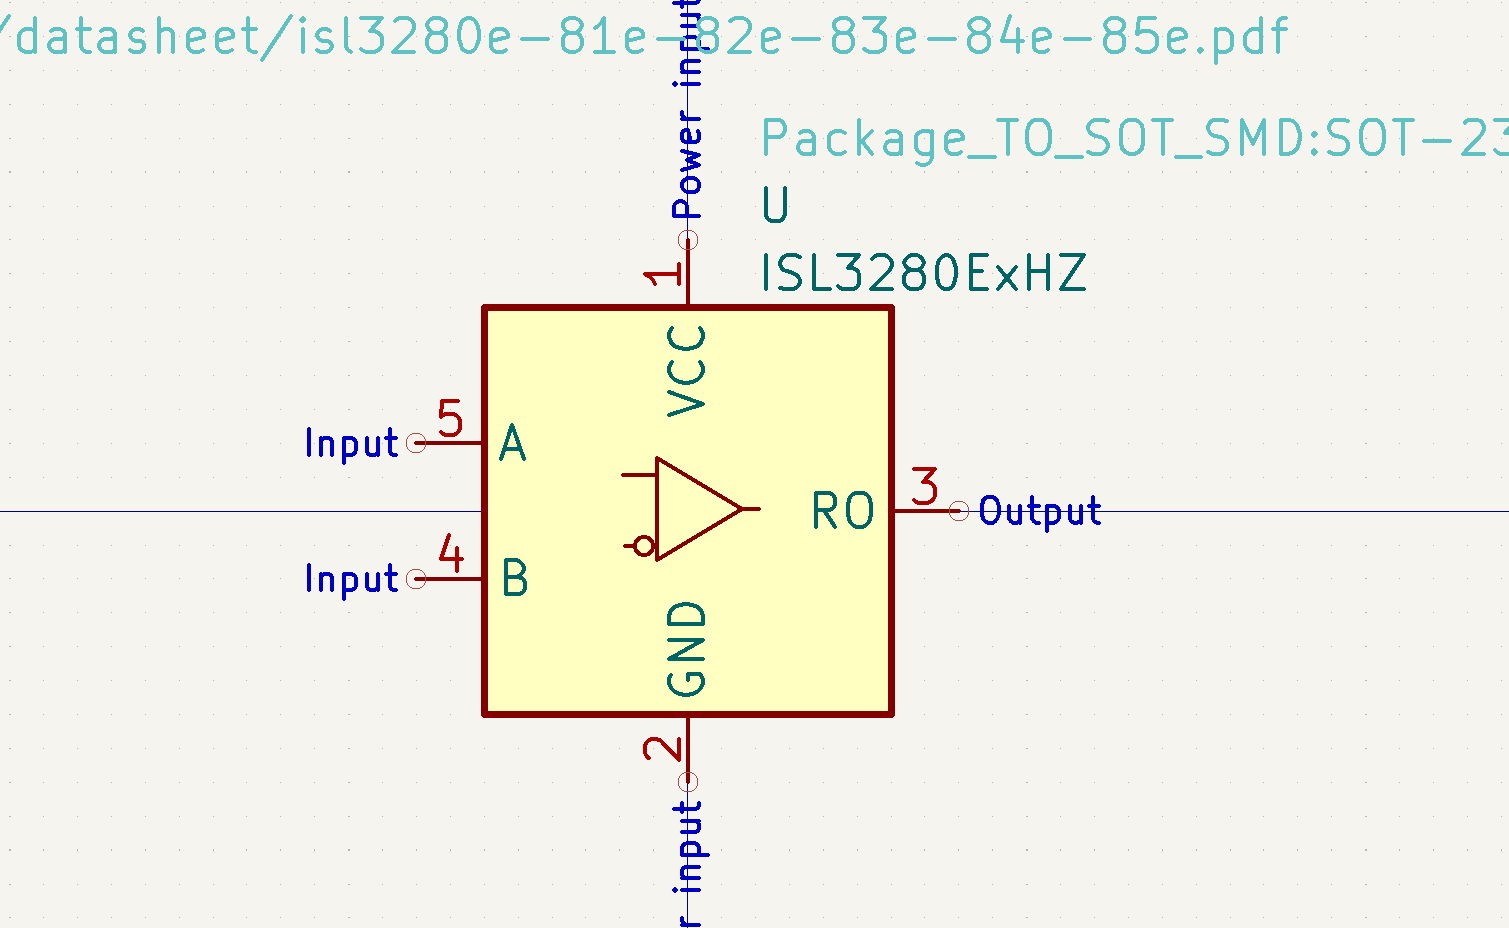 /datasheet/isl3280e-81e-82e-83e-84e-85e.pdf
Power input
Package_TO_SOT_SMD:SOT-23
U
ISL3280ExHZ
1
VCC
5
Input
A
3
RO
Output
4
Input
B
GND
2
r input